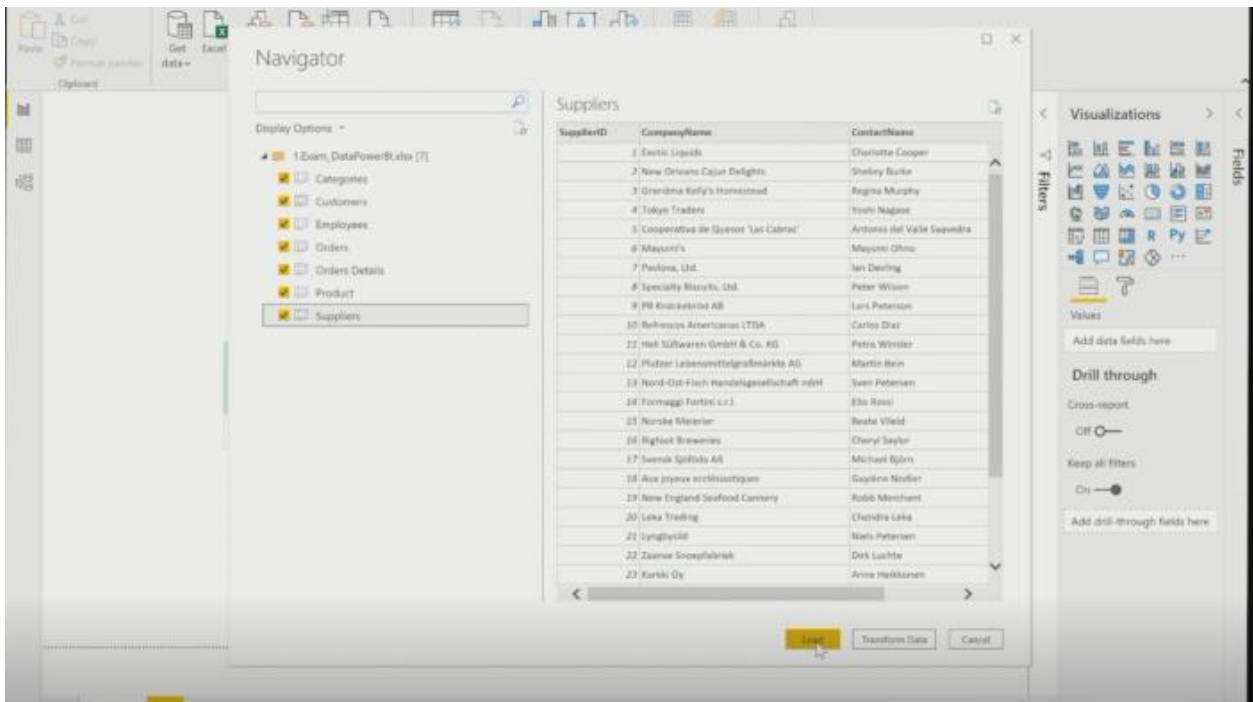 Cut
Copy
Paste
Format painter
Clipboard
Get data
Excel
Navigator
Display Options
1.Exam_DataPowerBI.xlsx [7]
Categories
Customers
Employees
Orders
Orders Details
Product
Suppliers
Suppliers
SupplierID CompanyName ContactName
1 Exotic Liquids Charlotte Cooper
2 New Orleans Cajun Delights Shelley Burke
3 Grandma Kelly's Homestead Regina Murphy
4 Tokyo Traders Yoshi Nagase
5 Cooperativa de Quesos 'Las Cabras' Antonio del Valle Saavedra
6 Mayumi's Mayumi Ohno
7 Pavlova, Ltd. Ian Devling
8 Specialty Biscuits, Ltd. Peter Wilson
9 PB Knäckebröd AB Lars Peterson
10 Refrescos Americanas LTDA Carlos Diaz
11 Heli Süßwaren GmbH & Co. KG Petra Winkler
12 Plutzer Lebensmittelgroßmärkte AG Martin Bein
13 Nord-Ost-Fisch Handelsgesellschaft mbH Sven Petersen
14 Formaggi Fortini s.r.l. Elio Rossi
15 Norske Meierier Beate Vileid
16 Bigfoot Breweries Cheryl Saylor
17 Svensk Sjöföda AB Michael Björn
18 Aux joyeux ecclésiastiques Guylène Nodier
19 New England Seafood Cannery Robb Merchant
20 Leka Trading Chandra Leka
21 Lyngbysild Niels Petersen
22 Zaanse Snoepfabriek Dirk Luchte
23 Karkki Oy Anne Heikkonen
Load
Transform Data
Cancel
Filters
Visualizations
R Py
Values
Add data fields here
Drill through
Cross-report
Off
Keep all filters
On
Add drill-through fields here
Fields